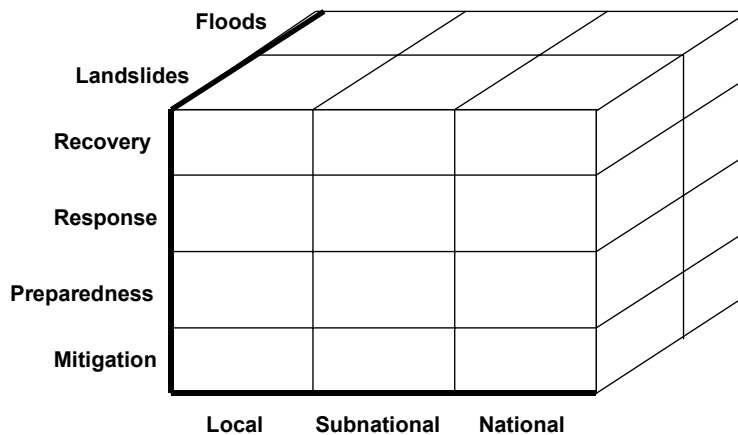 Floods
Landslides
Recovery
Response
Preparedness
Mitigation
Local Subnational National